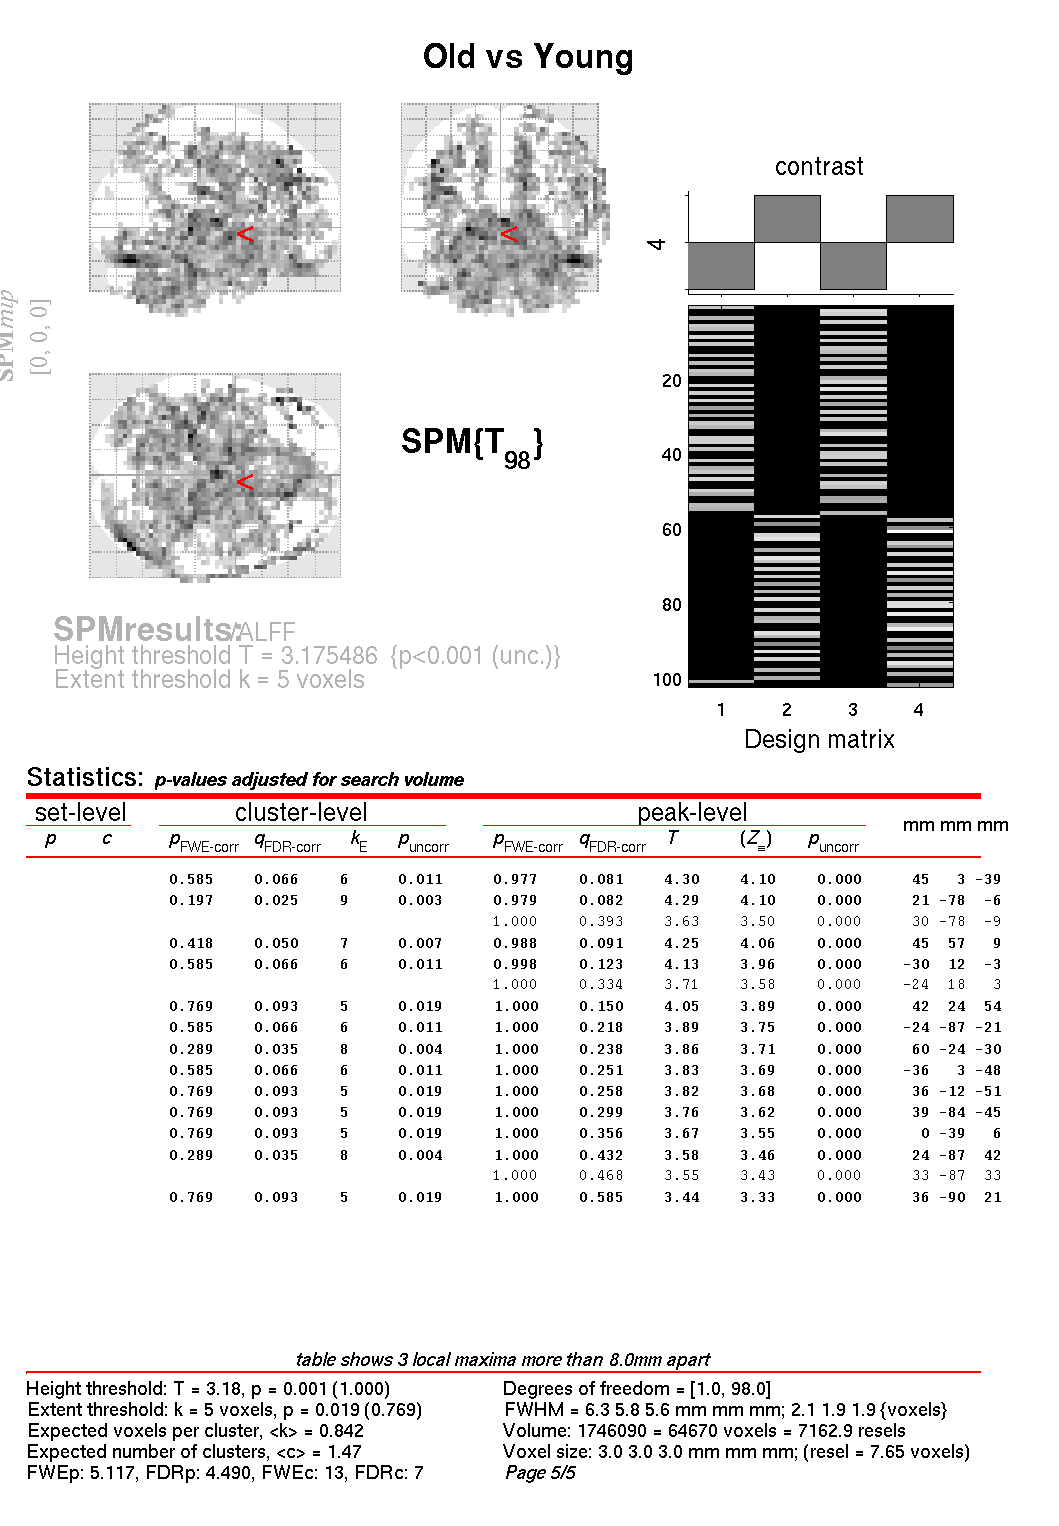 Old vs Young
contrast
4
<
<
<
SPMmip
[0, 0, 0]
SPM{T98}
20
40
60
80
100
1 2 3 4
Design matrix
SPMresults: /ALFF
Height threshold T = 3.175486 {p<0.001 (unc.)}
Extent threshold k = 5 voxels
Statistics: p-values adjusted for search volume
set-level cluster-level peak-level
p c pFWE-corr qFDR-corr kE puncorr pFWE-corr qFDR-corr T (Z≡) puncorr mm mm mm
0.585 0.066 6 0.011 0.977 0.081 4.30 4.10 0.000 45 3 -39
0.197 0.025 9 0.003 0.979 0.082 4.29 4.10 0.000 21 -78 -6
1.000 0.393 3.63 3.50 0.000 30 -78 -9
0.418 0.050 7 0.007 0.988 0.091 4.25 4.06 0.000 45 57 9
0.585 0.066 6 0.011 0.998 0.123 4.13 3.96 0.000 -30 12 -3
1.000 0.334 3.71 3.58 0.000 -24 18 3
0.769 0.093 5 0.019 1.000 0.150 4.05 3.89 0.000 42 24 54
0.585 0.066 6 0.011 1.000 0.218 3.89 3.75 0.000 -24 -87 -21
0.289 0.035 8 0.004 1.000 0.238 3.86 3.71 0.000 60 -24 -30
0.585 0.066 6 0.011 1.000 0.251 3.83 3.69 0.000 -36 3 -48
0.769 0.093 5 0.019 1.000 0.258 3.82 3.68 0.000 36 -12 -51
0.769 0.093 5 0.019 1.000 0.299 3.76 3.62 0.000 39 -84 -45
0.769 0.093 5 0.019 1.000 0.356 3.67 3.55 0.000 0 -39 6
0.289 0.035 8 0.004 1.000 0.432 3.58 3.46 0.000 24 -87 42
1.000 0.468 3.55 3.43 0.000 33 -87 33
0.769 0.093 5 0.019 1.000 0.585 3.44 3.33 0.000 36 -90 21
table shows 3 local maxima more than 8.0mm apart
Height threshold: T = 3.18, p = 0.001 (1.000)
Extent threshold: k = 5 voxels, p = 0.019 (0.769)
Expected voxels per cluster, <k> = 0.842
Expected number of clusters, <c> = 1.47
FWEp: 5.117, FDRp: 4.490, FWEc: 13, FDRc: 7
Degrees of freedom = [1.0, 98.0]
FWHM = 6.3 5.8 5.6 mm mm mm; 2.1 1.9 1.9 {voxels}
Volume: 1746090 = 64670 voxels = 7162.9 resels
Voxel size: 3.0 3.0 3.0 mm mm mm; (resel = 7.65 voxels)
Page 5/5